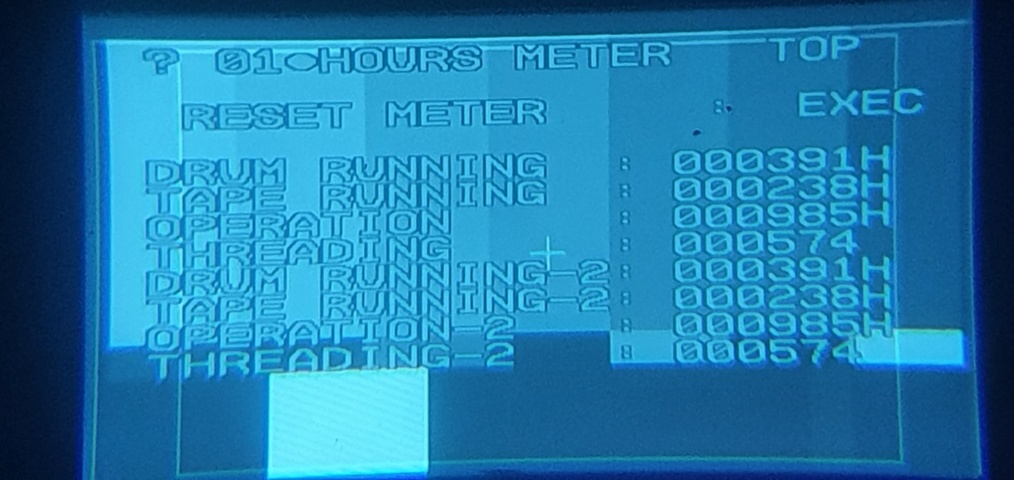 ? 01●HOURS METER TOP
RESET METER : EXEC
DRUM RUNNING : 000391H
TAPE RUNNING : 000238H
OPERATION : 000985H
THREADING : 000574
DRUM RUNNING-2 : 000391H
TAPE RUNNING-2 : 000238H
OPERATION-2 : 000985H
THREADING-2 : 000574